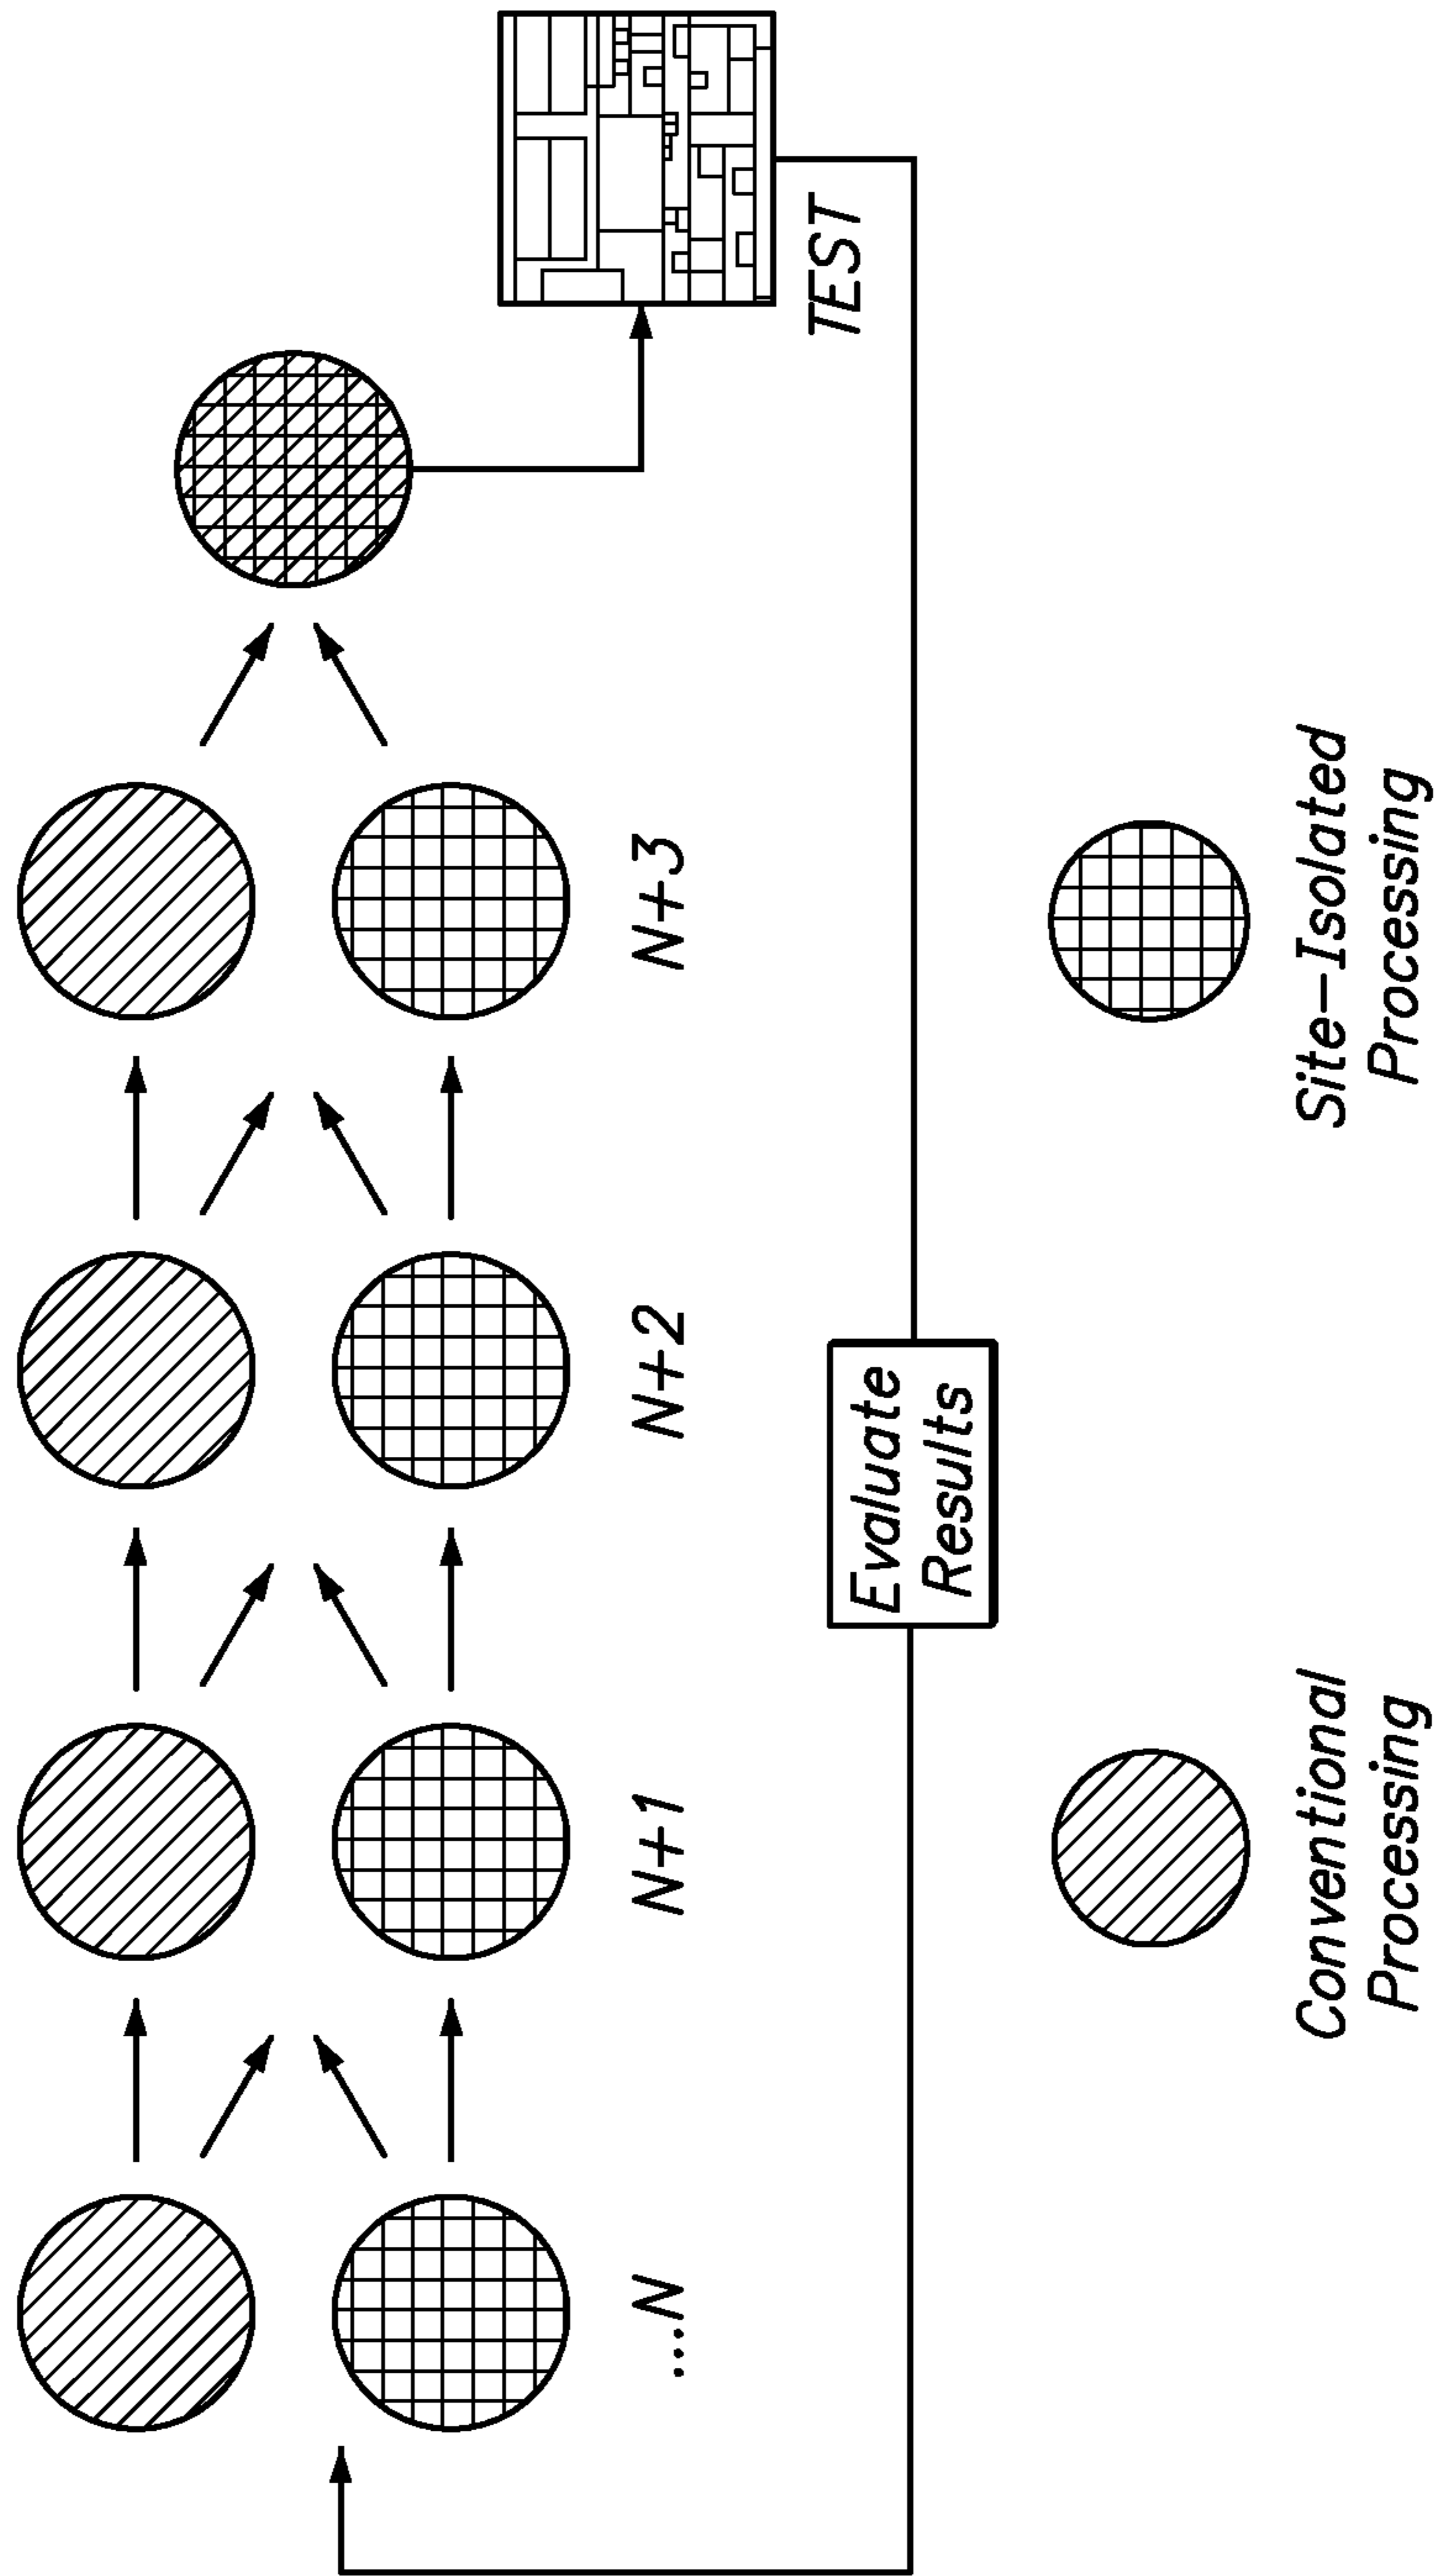 ...N
N+1
N+2
N+3
TEST
Evaluate
Results
Conventional
Processing
Site-Isolated
Processing